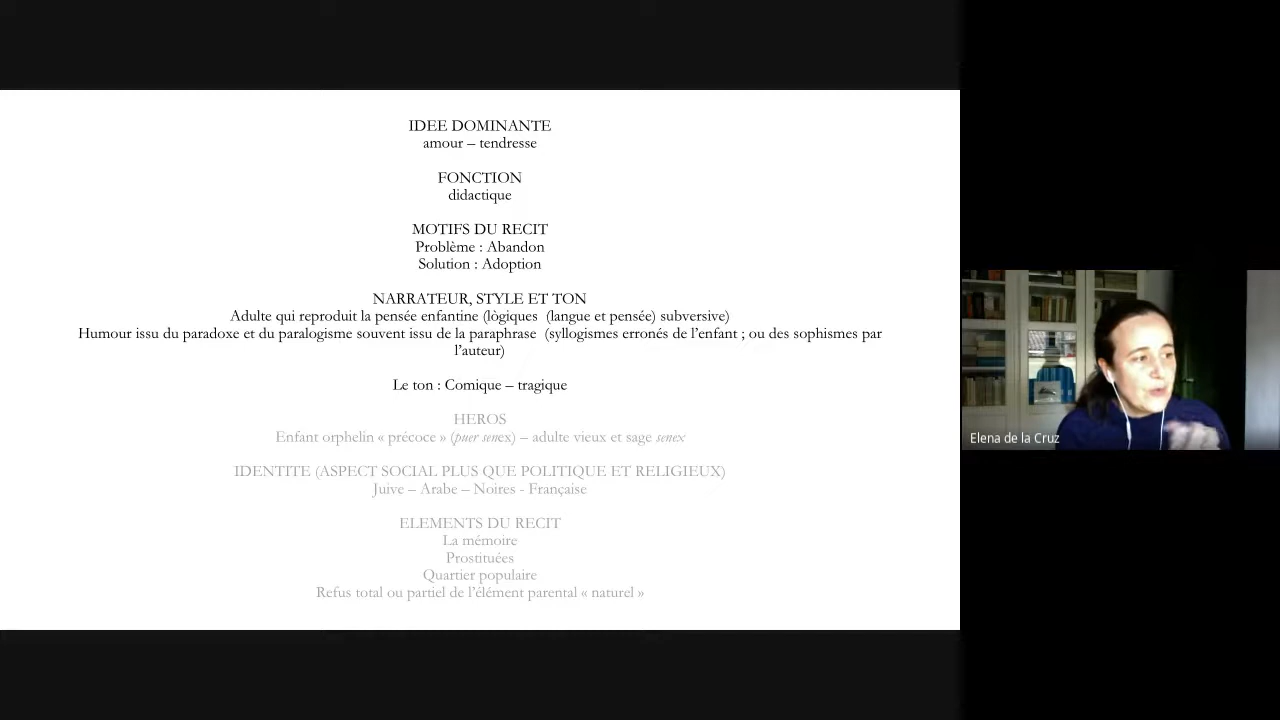 IDEE DOMINANTE
amour – tendresse
FONCTION
didactique
MOTIFS DU RECIT
Problème : Abandon
Solution : Adoption
NARRATEUR, STYLE ET TON
Adulte qui reproduit la pensée enfantine (lògiques (langue et pensée) subversive)
Humour issu du paradoxe et du paralogisme souvent issu de la paraphrase (syllogismes erronés de l’enfant ; ou des sophismes par
l’auteur)
Le ton : Comique – tragique
HEROS
Enfant orphelin « précoce » (puer senex) – adulte vieux et sage senex
IDENTITE (ASPECT SOCIAL PLUS QUE POLITIQUE ET RELIGIEUX)
Juive – Arabe – Noires - Française
ELEMENTS DU RECIT
La mémoire
Prostituées
Quartier populaire
Refus total ou partiel de l’élément parental « naturel »
Elena de la Cruz